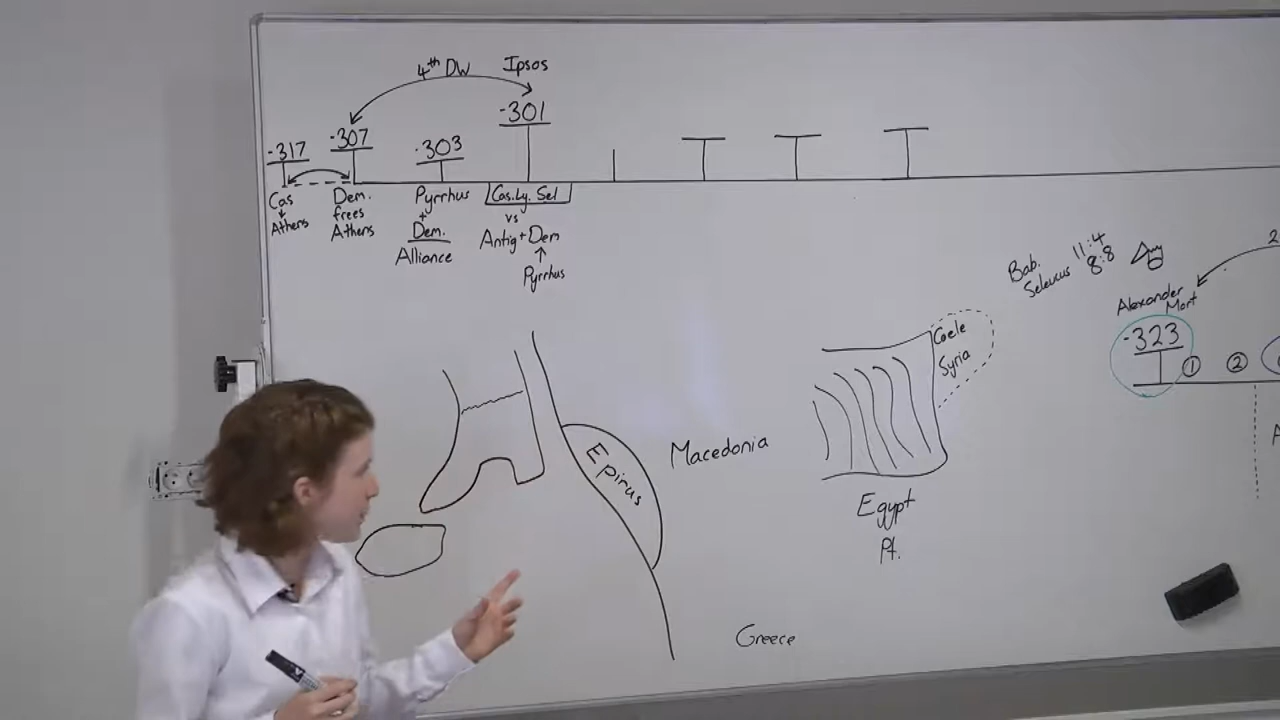 4th DW
Ipsos
-317
-307
-303
-301
Cas
Athens
Dem.
frees
Athens
Pyrrhus
+
Dem.
Alliance
Cas. Ly. Sel
vs
Antig + Dem
Pyrrhus
Epirus
Macedonia
Greece
Coele
Syria
Egypt
Pt.
Bab.
Seleucus
11:4
8:8
Alexander
Mort
-323
1
2
2